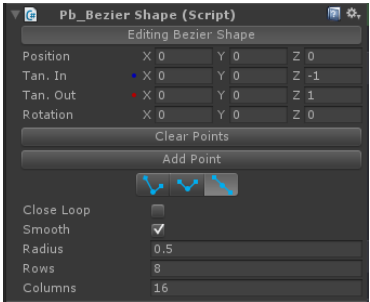 Pb_Bezier Shape (Script)
Editing Bezier Shape
Position X 0 Y 0 Z 0
Tan. In X 0 Y 0 Z -1
Tan. Out X 0 Y 0 Z 1
Rotation X 0 Y 0 Z 0
Clear Points
Add Point
Close Loop
Smooth
Radius 0.5
Rows 8
Columns 16